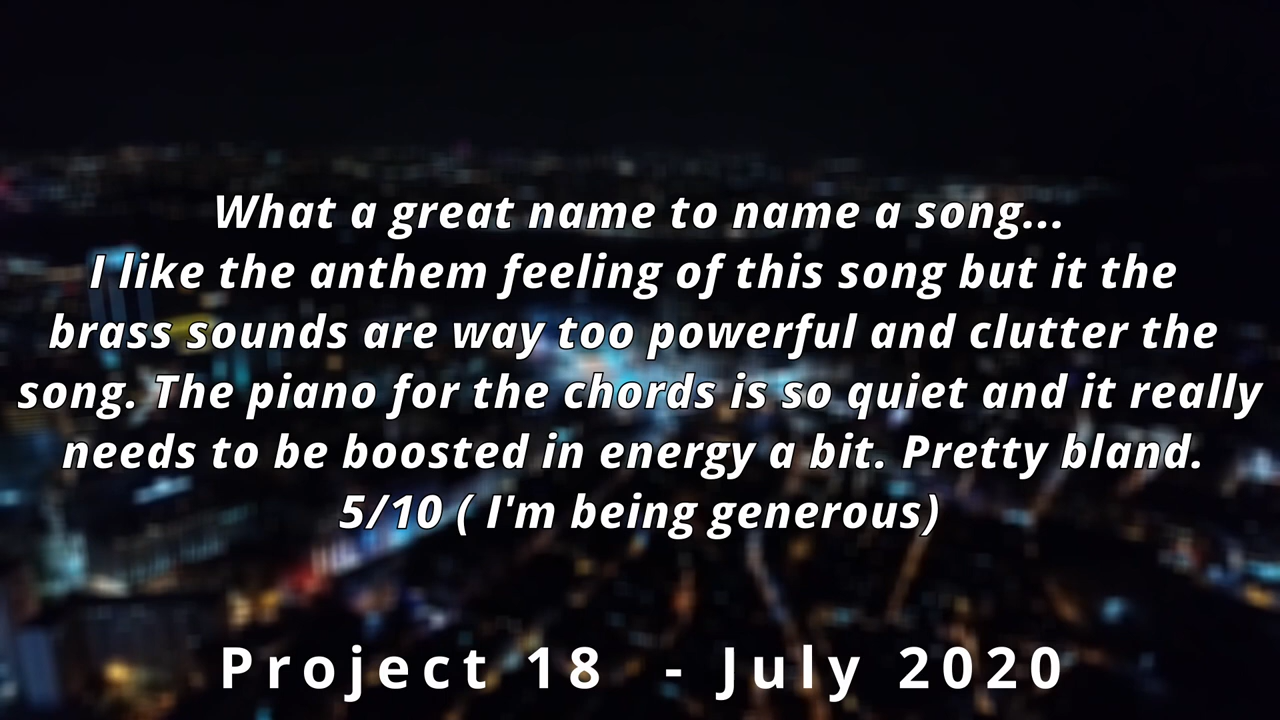 What a great name to name a song...
I like the anthem feeling of this song but it the
brass sounds are way too powerful and clutter the
song. The piano for the chords is so quiet and it really
needs to be boosted in energy a bit. Pretty bland.
5/10 ( I'm being generous)
Project 18 - July 2020